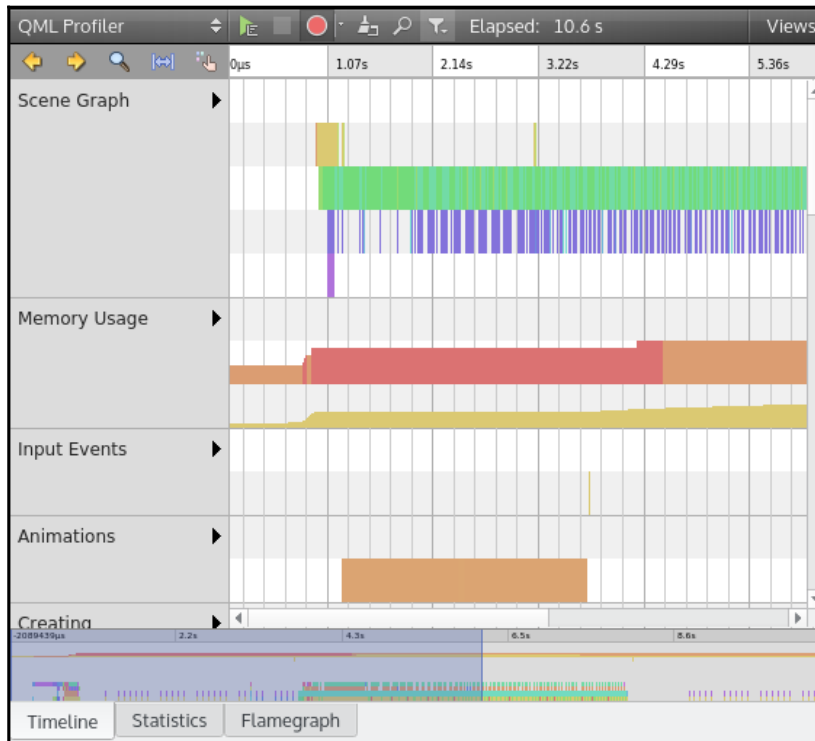 QML Profiler Elapsed: 10.6 s Views
0µs 1.07s 2.14s 3.22s 4.29s 5.36s
Scene Graph
Memory Usage
Input Events
Animations
Creating
-2089439µs 2.2s 4.3s 6.5s 8.6s
Timeline Statistics Flamegraph